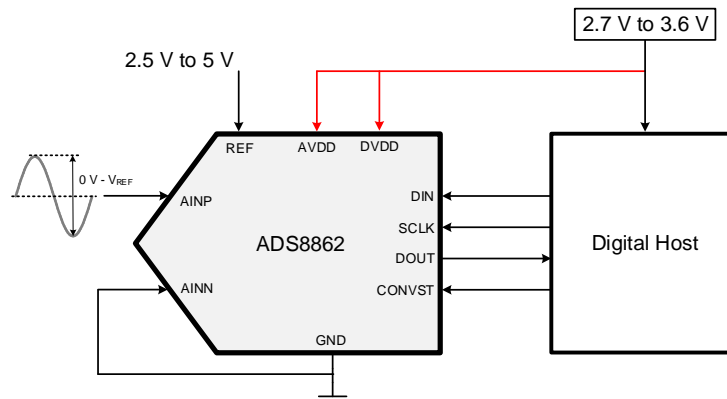 2.7 V to 3.6 V
2.5 V to 5 V
REF
AVDD
DVDD
0 V - VREF
AINP
DIN
SCLK
ADS8862
Digital Host
DOUT
AINN
CONVST
GND